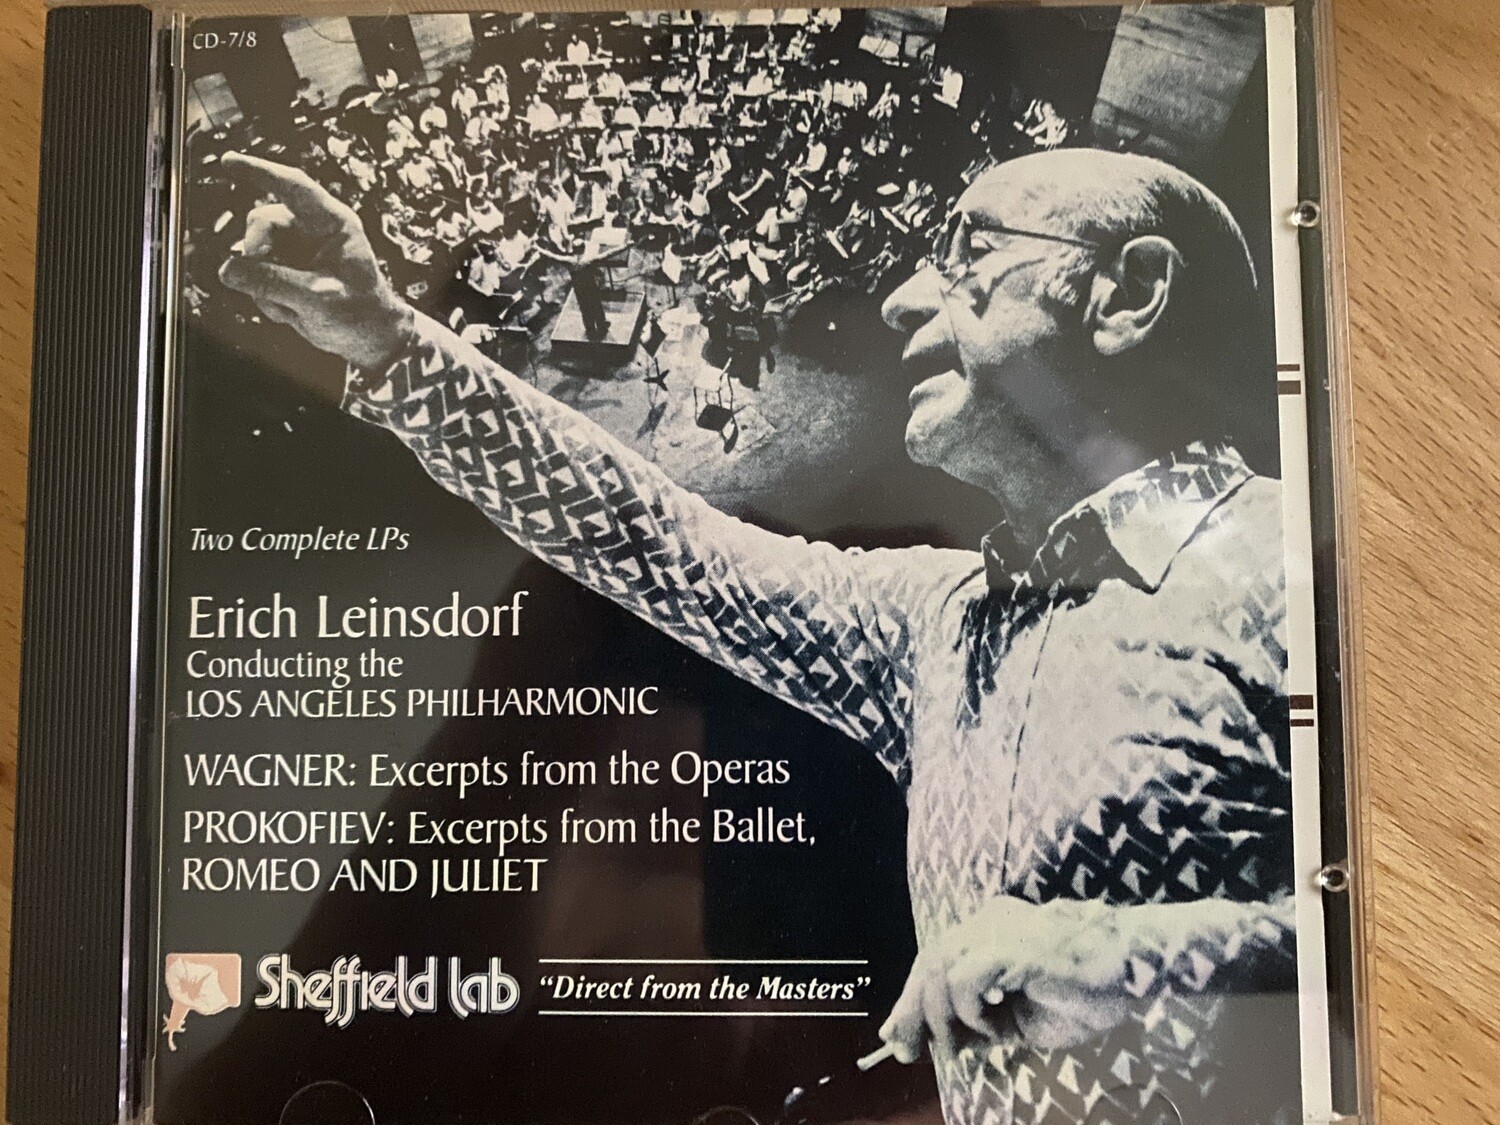 CD-7/8
Two Complete LPs
Erich Leinsdorf
Conducting the
LOS ANGELES PHILHARMONIC
WAGNER: Excerpts from the Operas
PROKOFIEV: Excerpts from the Ballet,
ROMEO AND JULIET
Sheffield Lab
"Direct from the Masters"